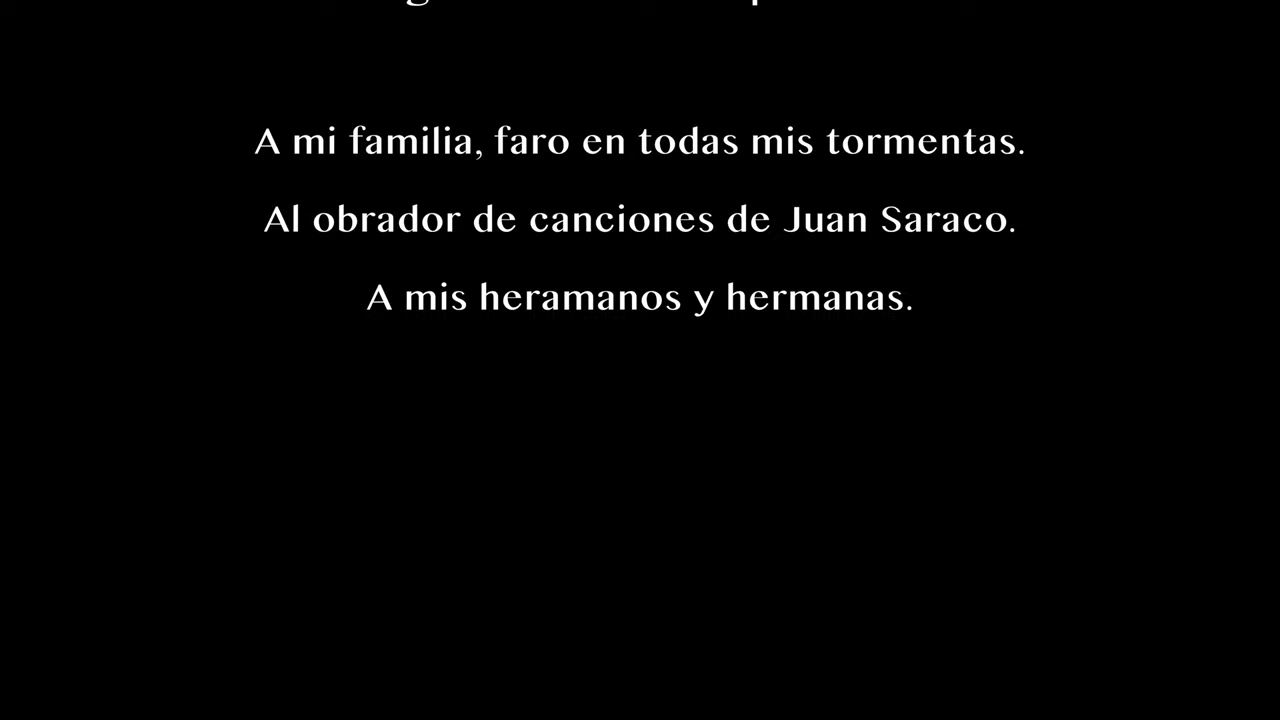 A mi familia, faro en todas mis tormentas.
Al obrador de canciones de Juan Saraco.
A mis heramanos y hermanas.